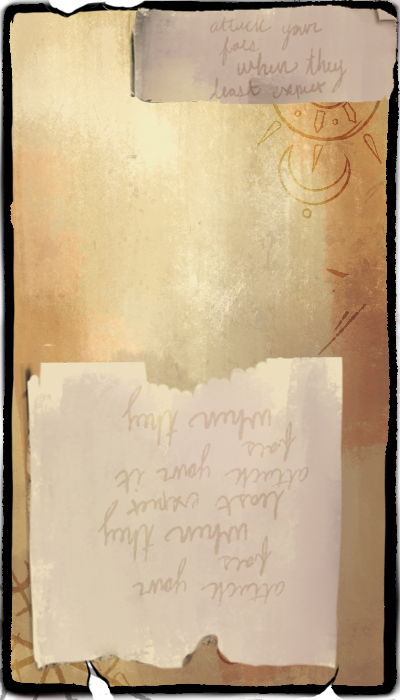 attack your
foes
when they
least expect
attack your
foes
when they
least expect
attack your it
foes
when they